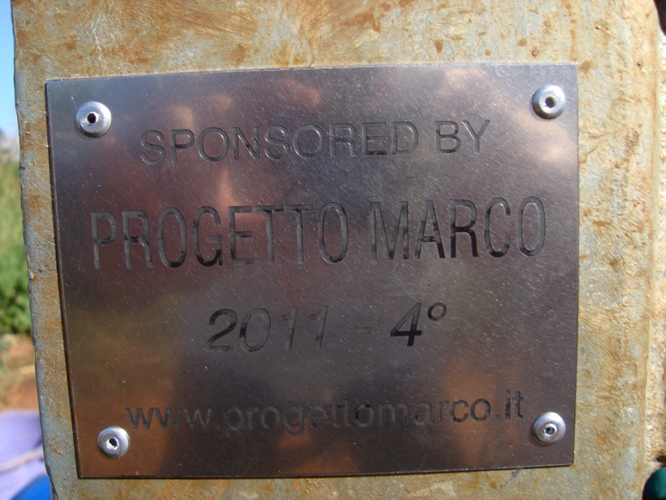 SPONSORED BY
PROGETTO MARCO
2011 - 4°
www.progettomarco.it